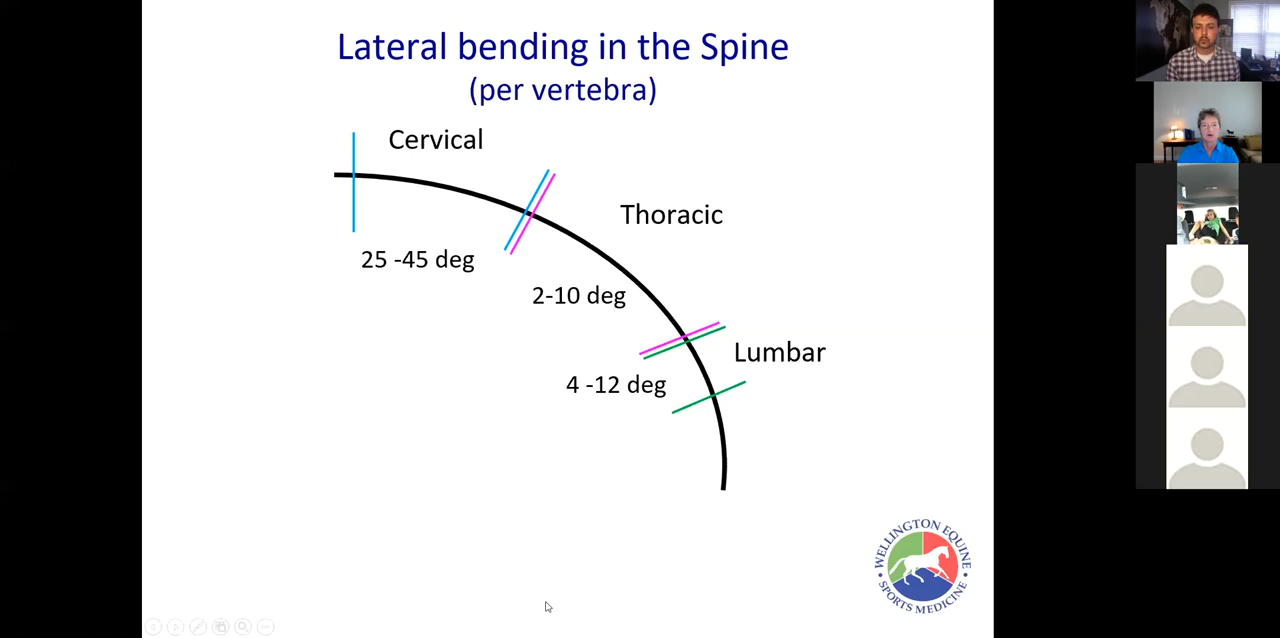 Lateral bending in the Spine
(per vertebra)
Cervical
Thoracic
25 -45 deg
2-10 deg
Lumbar
4 -12 deg
WELLINGTON EQUINE
• SPORTS MEDICINE •